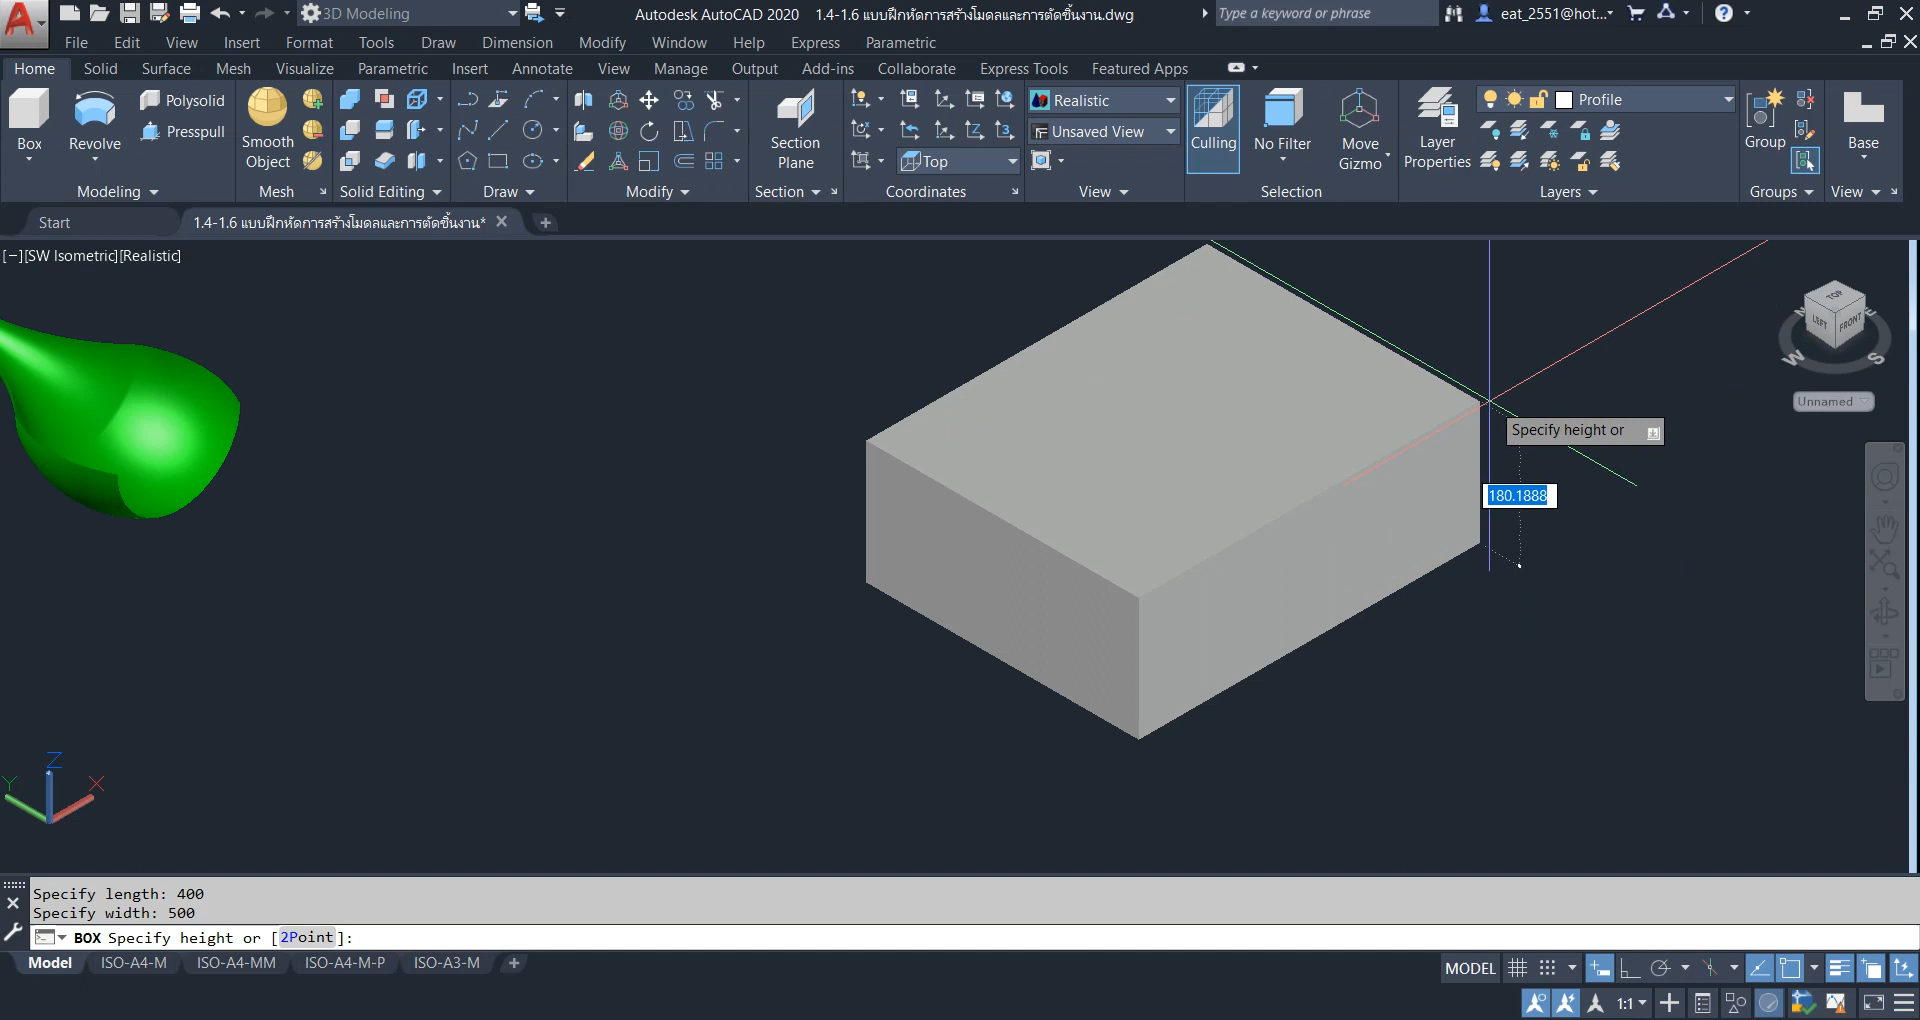 3D Modeling Autodesk AutoCAD 2020 1.4-1.6 แบบฝึกหัดการสร้างโมดลและการตัดชิ้นงาน.dwg Type a keyword or phrase eat_2551@hot...
File Edit View Insert Format Tools Draw Dimension Modify Window Help Express Parametric
Home Solid Surface Mesh Visualize Parametric Insert Annotate View Manage Output Add-ins Collaborate Express Tools Featured Apps
Box
Revolve
Polysolid
Presspull
Modeling
Smooth
Object
Mesh
Solid Editing
Draw
Modify
Section
Plane
Section
Top
Coordinates
Realistic
Unsaved View
View
Culling
No Filter
Move
Gizmo
Selection
Layer
Properties
Profile
Layers
Group
Groups
Base
View
Start 1.4-1.6 แบบฝึกหัดการสร้างโมดลและการตัดชิ้นงาน*
[−][SW Isometric][Realistic]
TOP
LEFT FRONT
W S
Unnamed
Specify height or
180.1888
Z
Y X
Specify length: 400
Specify width: 500
BOX Specify height or [2Point]:
Model ISO-A4-M ISO-A4-MM ISO-A4-M-P ISO-A3-M
MODEL
1:1